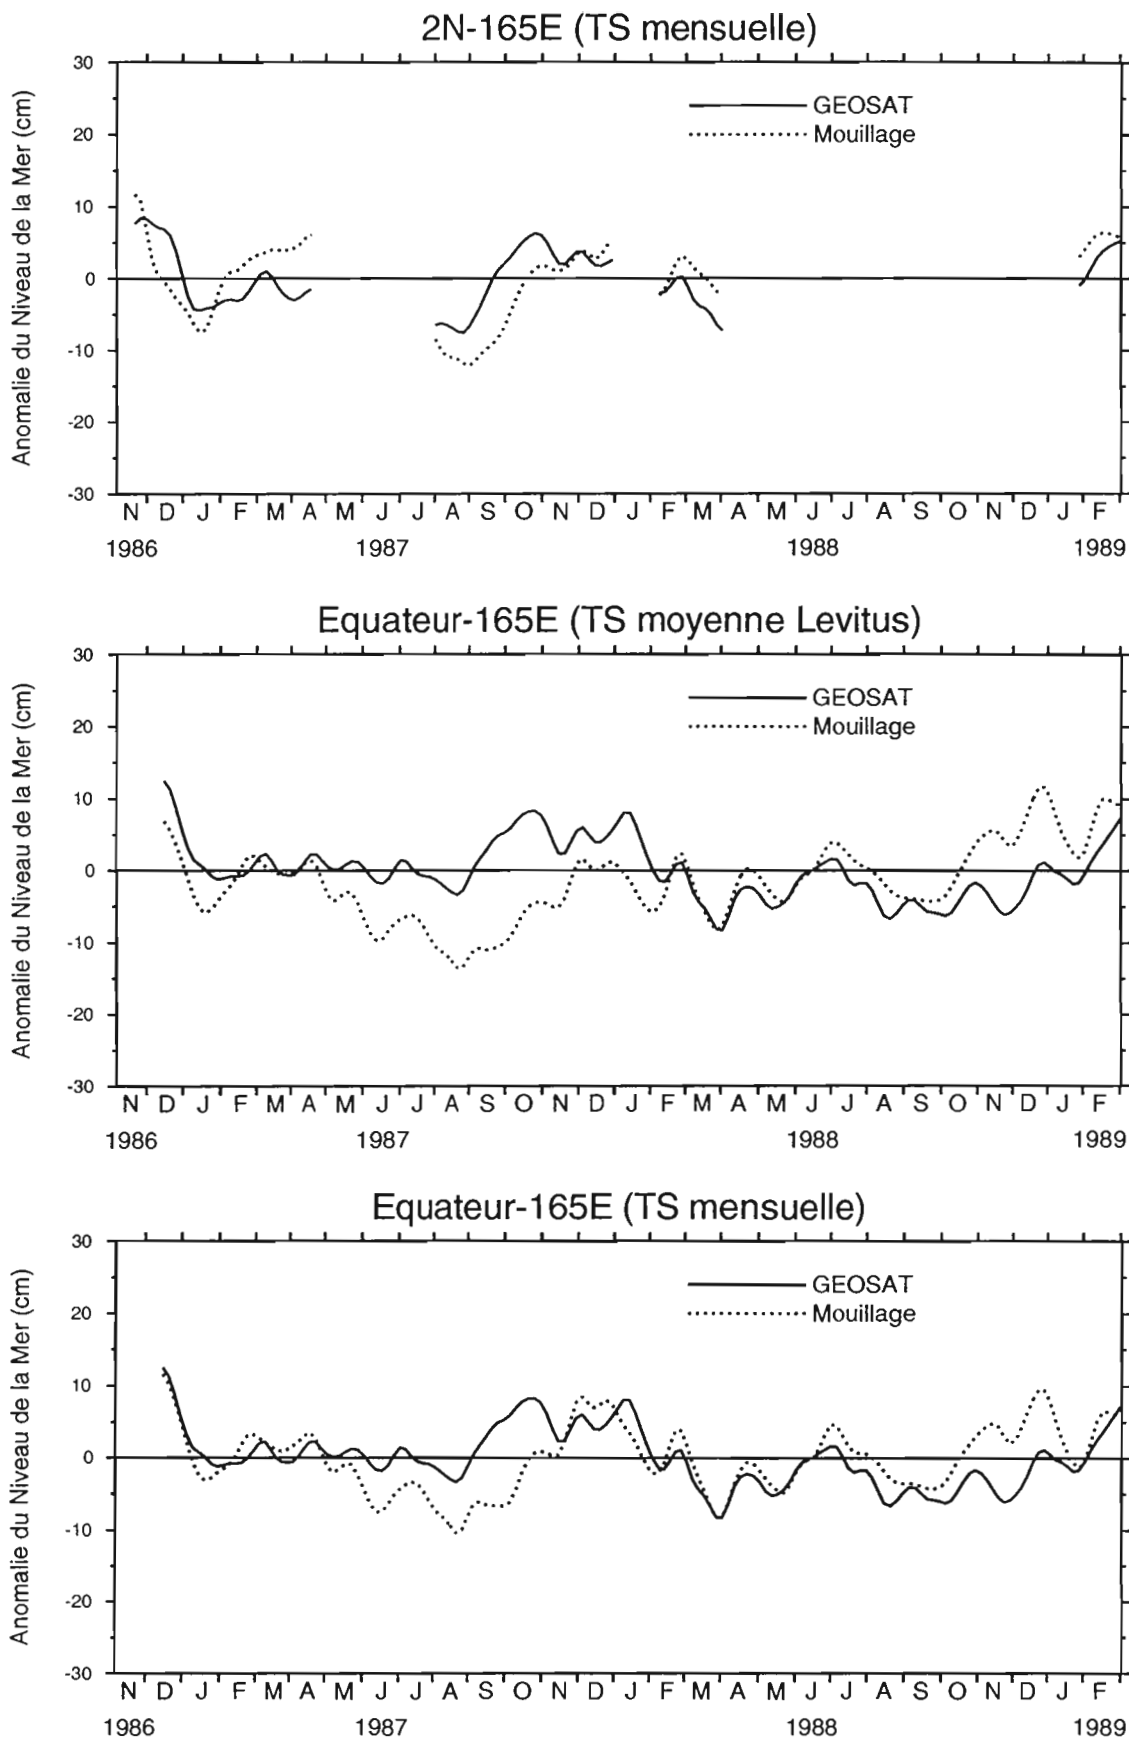 2N-165E (TS mensuelle)
Anomalie du Niveau de la Mer (cm)
30
20
10
0
-10
-20
-30
GEOSAT
Mouillage
N D J F M A M J J A S O N D J F M A M J J A S O N D J F
1986 1987 1988 1989
Equateur-165E (TS moyenne Levitus)
Anomalie du Niveau de la Mer (cm)
30
20
10
0
-10
-20
-30
GEOSAT
Mouillage
N D J F M A M J J A S O N D J F M A M J J A S O N D J F
1986 1987 1988 1989
Equateur-165E (TS mensuelle)
Anomalie du Niveau de la Mer (cm)
30
20
10
0
-10
-20
-30
GEOSAT
Mouillage
N D J F M A M J J A S O N D J F M A M J J A S O N D J F
1986 1987 1988 1989